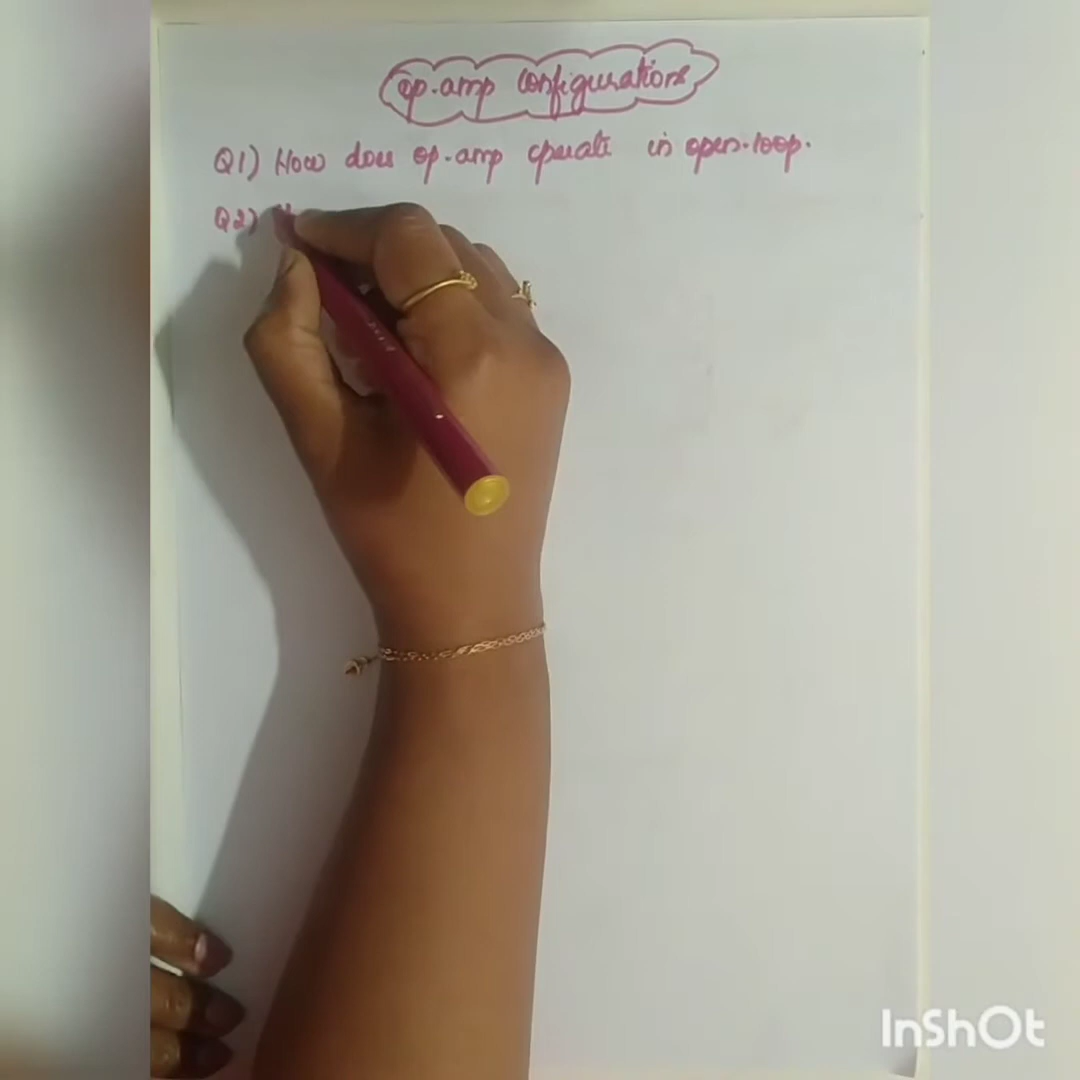 op-amp configurations
Q1) How does op-amp operate in open-loop.
Q2)
InShOt